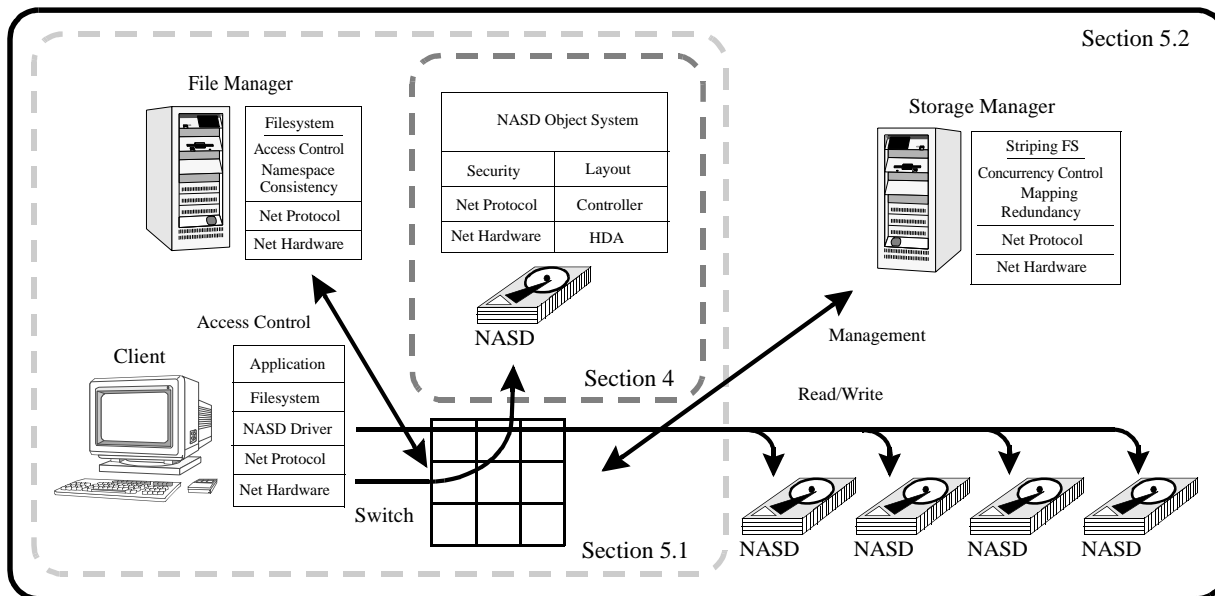 Section 5.2
File Manager
Filesystem
Access Control
Namespace
Consistency
Net Protocol
Net Hardware
NASD Object System
Security
Layout
Net Protocol
Controller
Net Hardware
HDA
NASD
Section 4
Storage Manager
Striping FS
Concurrency Control
Mapping
Redundancy
Net Protocol
Net Hardware
Access Control
Management
Client
Application
Filesystem
NASD Driver
Net Protocol
Net Hardware
Switch
Read/Write
Section 5.1
NASD
NASD
NASD
NASD